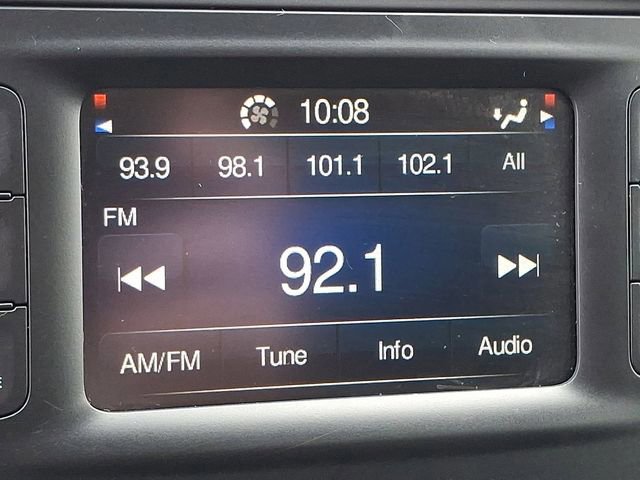 10:08
93.9 98.1 101.1 102.1 All
FM
92.1
AM/FM Tune Info Audio